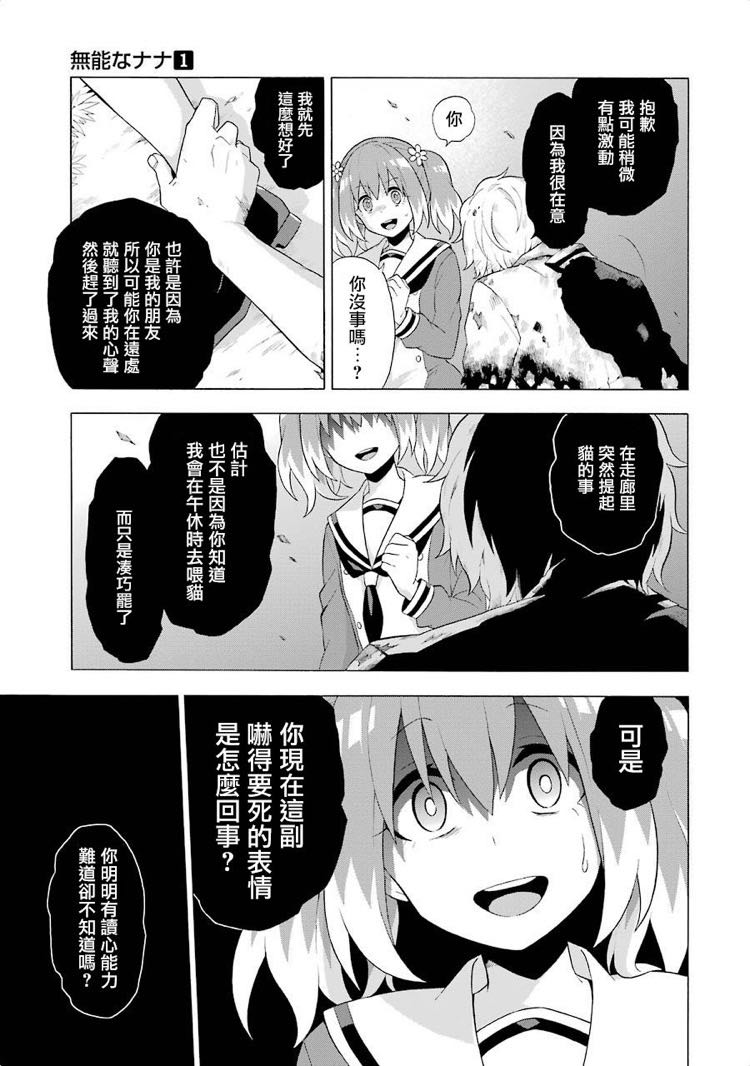 無能なナナ1
抱歉
我可能稍微
有點激動
因為我很在意
你
你沒事嗎…?
我就先
這麼想好了
也許是因為
你是我的朋友
所以可能你在遠處
就聽到了我的心聲
然後趕了過來
在走廊里
突然提起
貓的事
估計
也不是因為你知道
我會在午休時去喂貓
而只是凑巧罷了
可是
你現在這副
嚇得要死的表情
是怎麼回事?
你明明有讀心能力
難道卻不知道嗎?